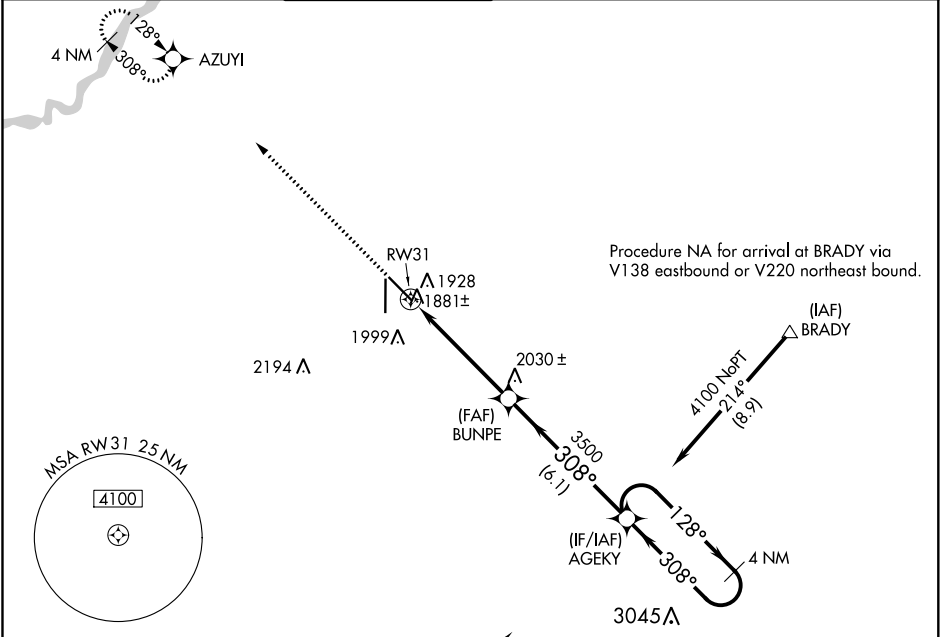 128°
4 NM
308°
AZUYI
RW31
1928
1881±
1999
2194
Procedure NA for arrival at BRADY via
V138 eastbound or V220 northeast bound.
(IAF)
BRADY
4100 NoPT
214°
(8.9)
2030 ±
(FAF)
BUNPE
3500
308°
(6.1)
MSA RW31 25 NM
4100
(IF/IAF)
AGEKY
128°
308°
4 NM
3045